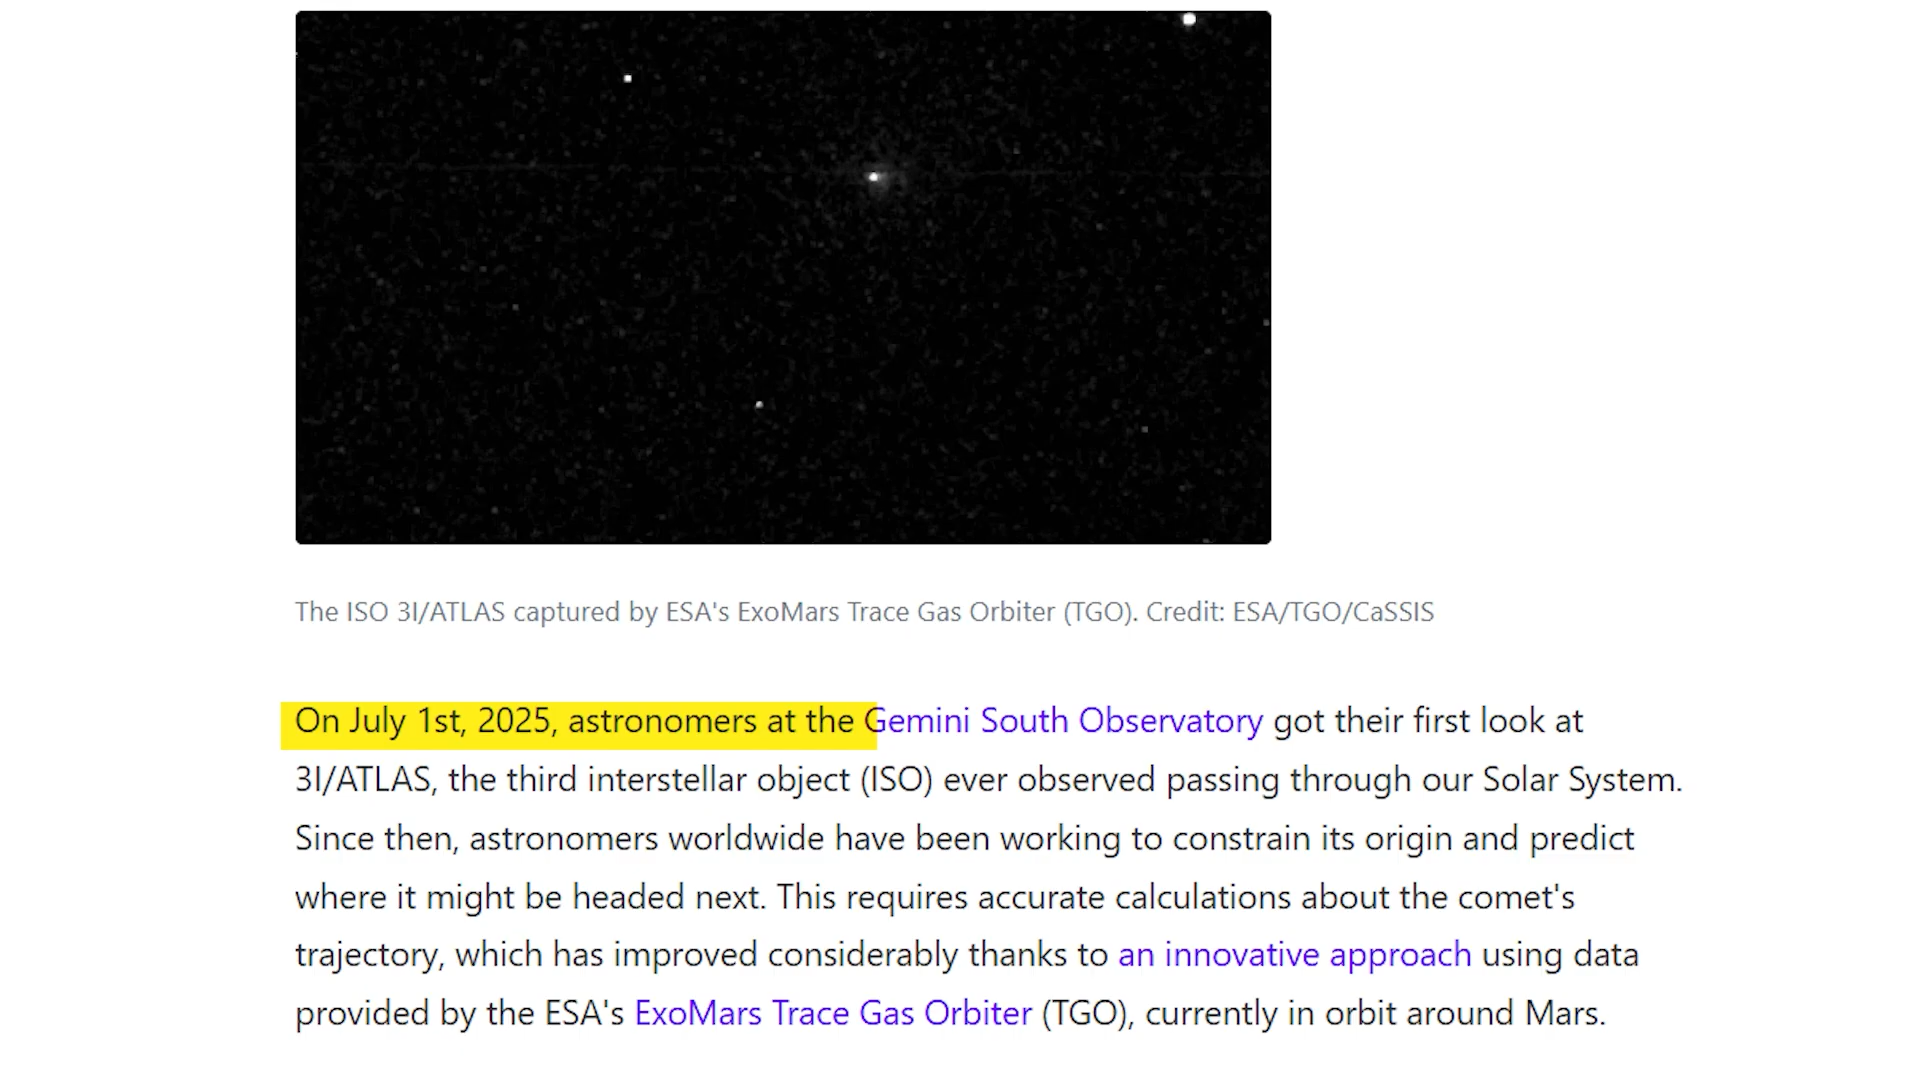 The ISO 3I/ATLAS captured by ESA's ExoMars Trace Gas Orbiter (TGO). Credit: ESA/TGO/CaSSIS
On July 1st, 2025, astronomers at the Gemini South Observatory got their first look at
3I/ATLAS, the third interstellar object (ISO) ever observed passing through our Solar System.
Since then, astronomers worldwide have been working to constrain its origin and predict
where it might be headed next. This requires accurate calculations about the comet's
trajectory, which has improved considerably thanks to an innovative approach using data
provided by the ESA's ExoMars Trace Gas Orbiter (TGO), currently in orbit around Mars.